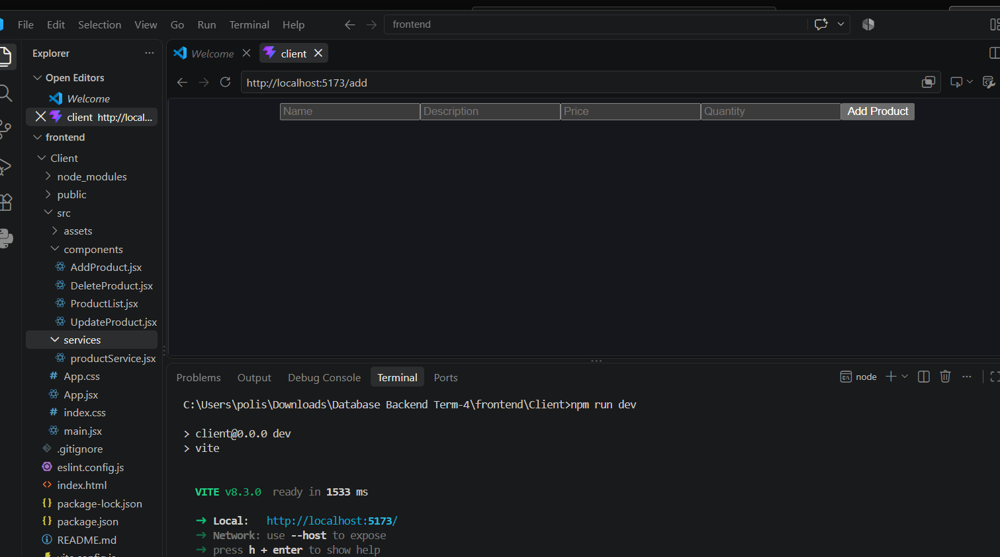 File Edit Selection View Go Run Terminal Help
frontend
Explorer
Welcome
client
Open Editors
http://localhost:5173/add
Welcome
client http://local...
Name
Description
Price
Quantity
Add Product
frontend
Client
node_modules
public
src
assets
components
AddProduct.jsx
DeleteProduct.jsx
ProductList.jsx
UpdateProduct.jsx
services
productService.jsx
App.css
App.jsx
index.css
main.jsx
.gitignore
eslint.config.js
index.html
package-lock.json
package.json
README.md
Problems Output Debug Console Terminal Ports
node
C:\Users\polis\Downloads\Database Backend Term-4\frontend\Client>npm run dev
> client@0.0.0 dev
> vite
VITE v8.3.0 ready in 1533 ms
➜ Local: http://localhost:5173/
➜ Network: use --host to expose
➜ press h + enter to show help